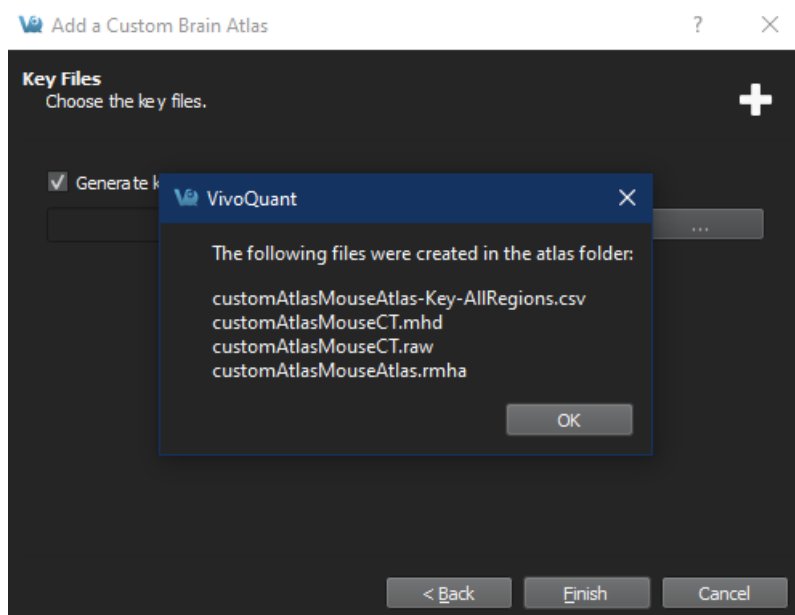 Add a Custom Brain Atlas
Key Files
Choose the key files.
Generate k
...
VivoQuant
The following files were created in the atlas folder:
customAtlasMouseAtlas-Key-AllRegions.csv
customAtlasMouseCT.mhd
customAtlasMouseCT.raw
customAtlasMouseAtlas.rmha
OK
< Back
Finish
Cancel